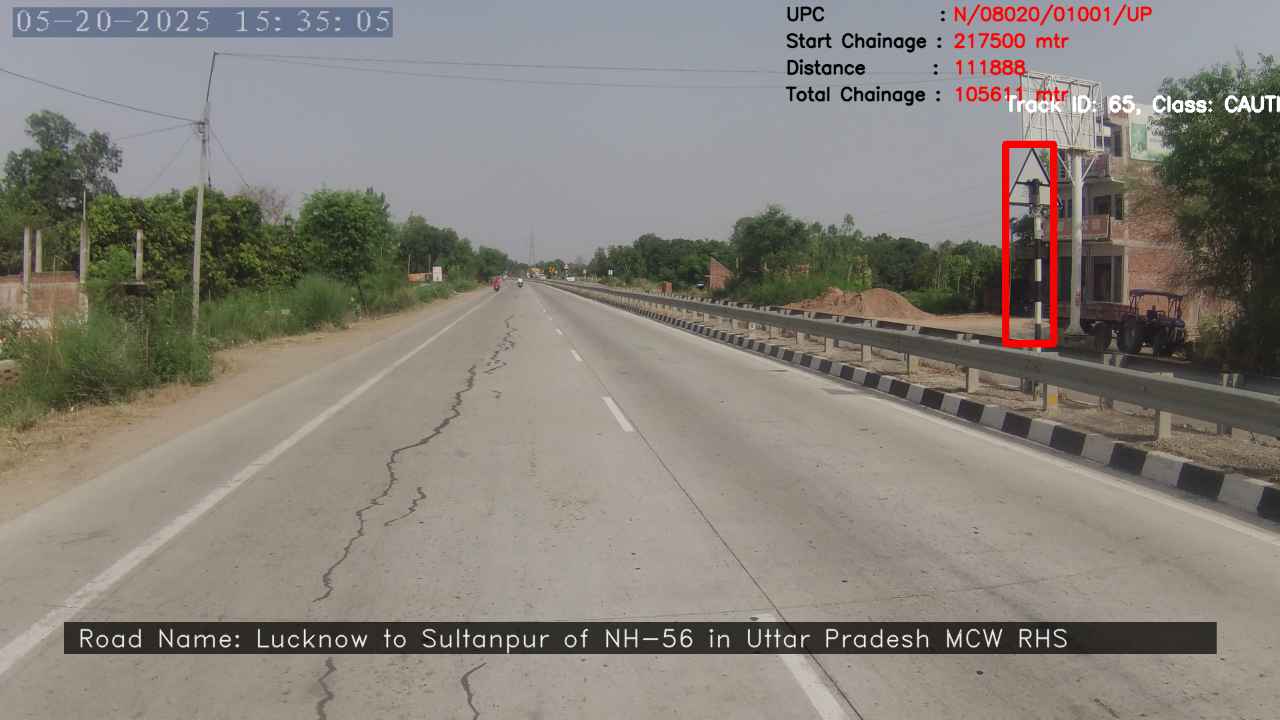 05-20-2025 15:35:05
UPC : N/08020/01001/UP
Start Chainage : 217500 mtr
Distance : 111888
Total Chainage : 105611 mtr
Track ID: 65, Class: CAUTI
Road Name: Lucknow to Sultanpur of NH-56 in Uttar Pradesh MCW RHS